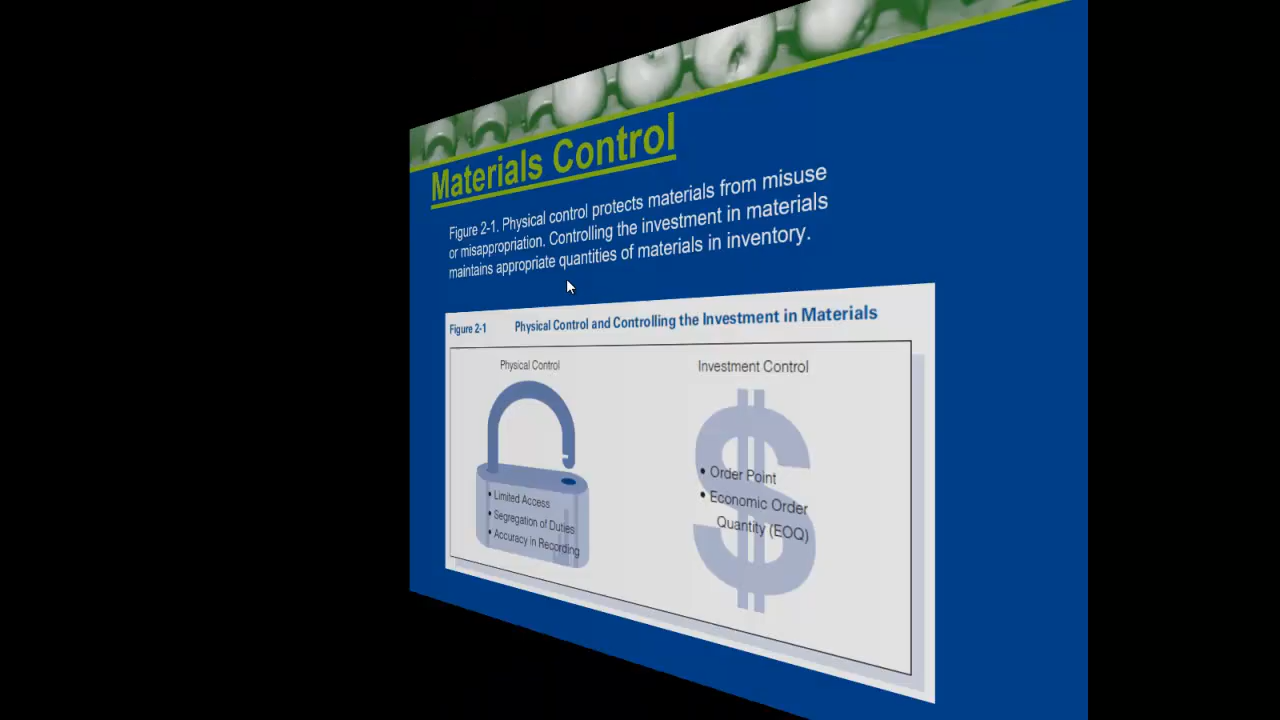 Materials Control
Figure 2-1. Physical control protects materials from misuse
or misappropriation. Controlling the investment in materials
maintains appropriate quantities of materials in inventory.
Figure 2-1 Physical Control and Controlling the Investment in Materials
Physical Control
• Limited Access
• Segregation of Duties
• Accuracy in Recording
Investment Control
• Order Point
• Economic Order
Quantity (EOQ)